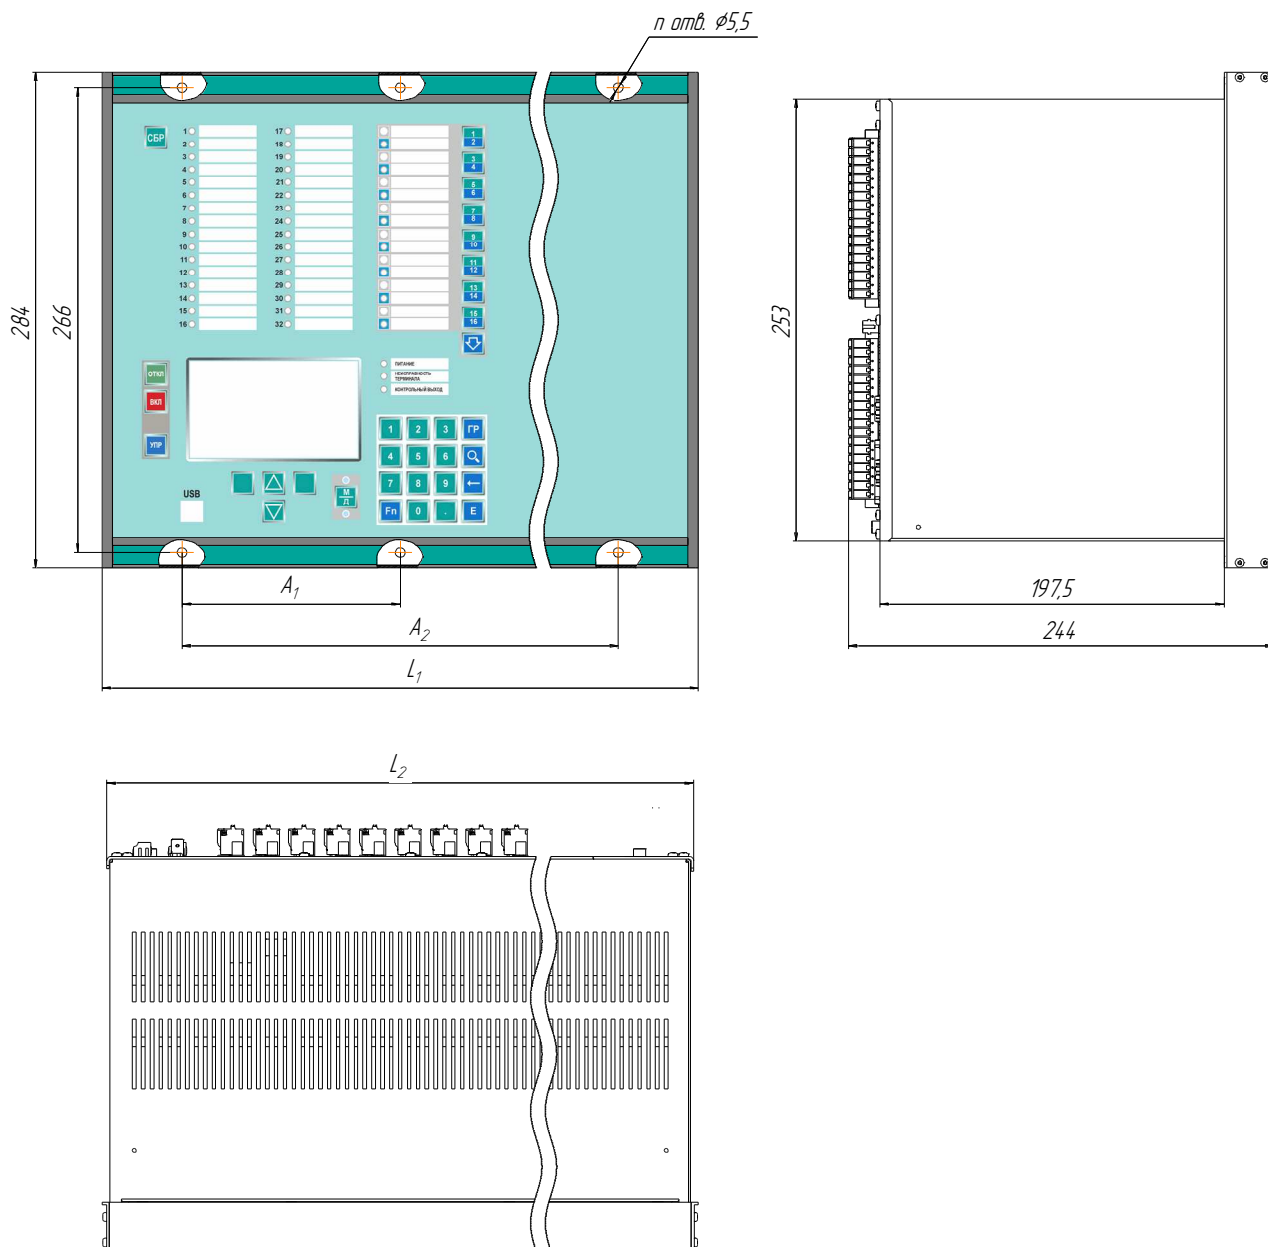 n отв. ϕ5,5
284
266
СБР
1
2
3
4
5
6
7
8
9
10
11
12
13
14
15
16
17
18
19
20
21
22
23
24
25
26
27
28
29
30
31
32
1
2
3
4
5
6
7
8
9
10
11
12
13
14
15
16
ПИТАНИЕ
НЕИСПРАВНОСТЬ
ТЕРМИНАЛА
КОНТРОЛЬНЫЙ ВЫХОД
ОТКЛ
ВКЛ
УПР
USB
М
Д
1 2 3 ГР
4 5 6
7 8 9 ←
Fn 0 . E
A₁
A₂
L₁
253
197,5
244
L₂